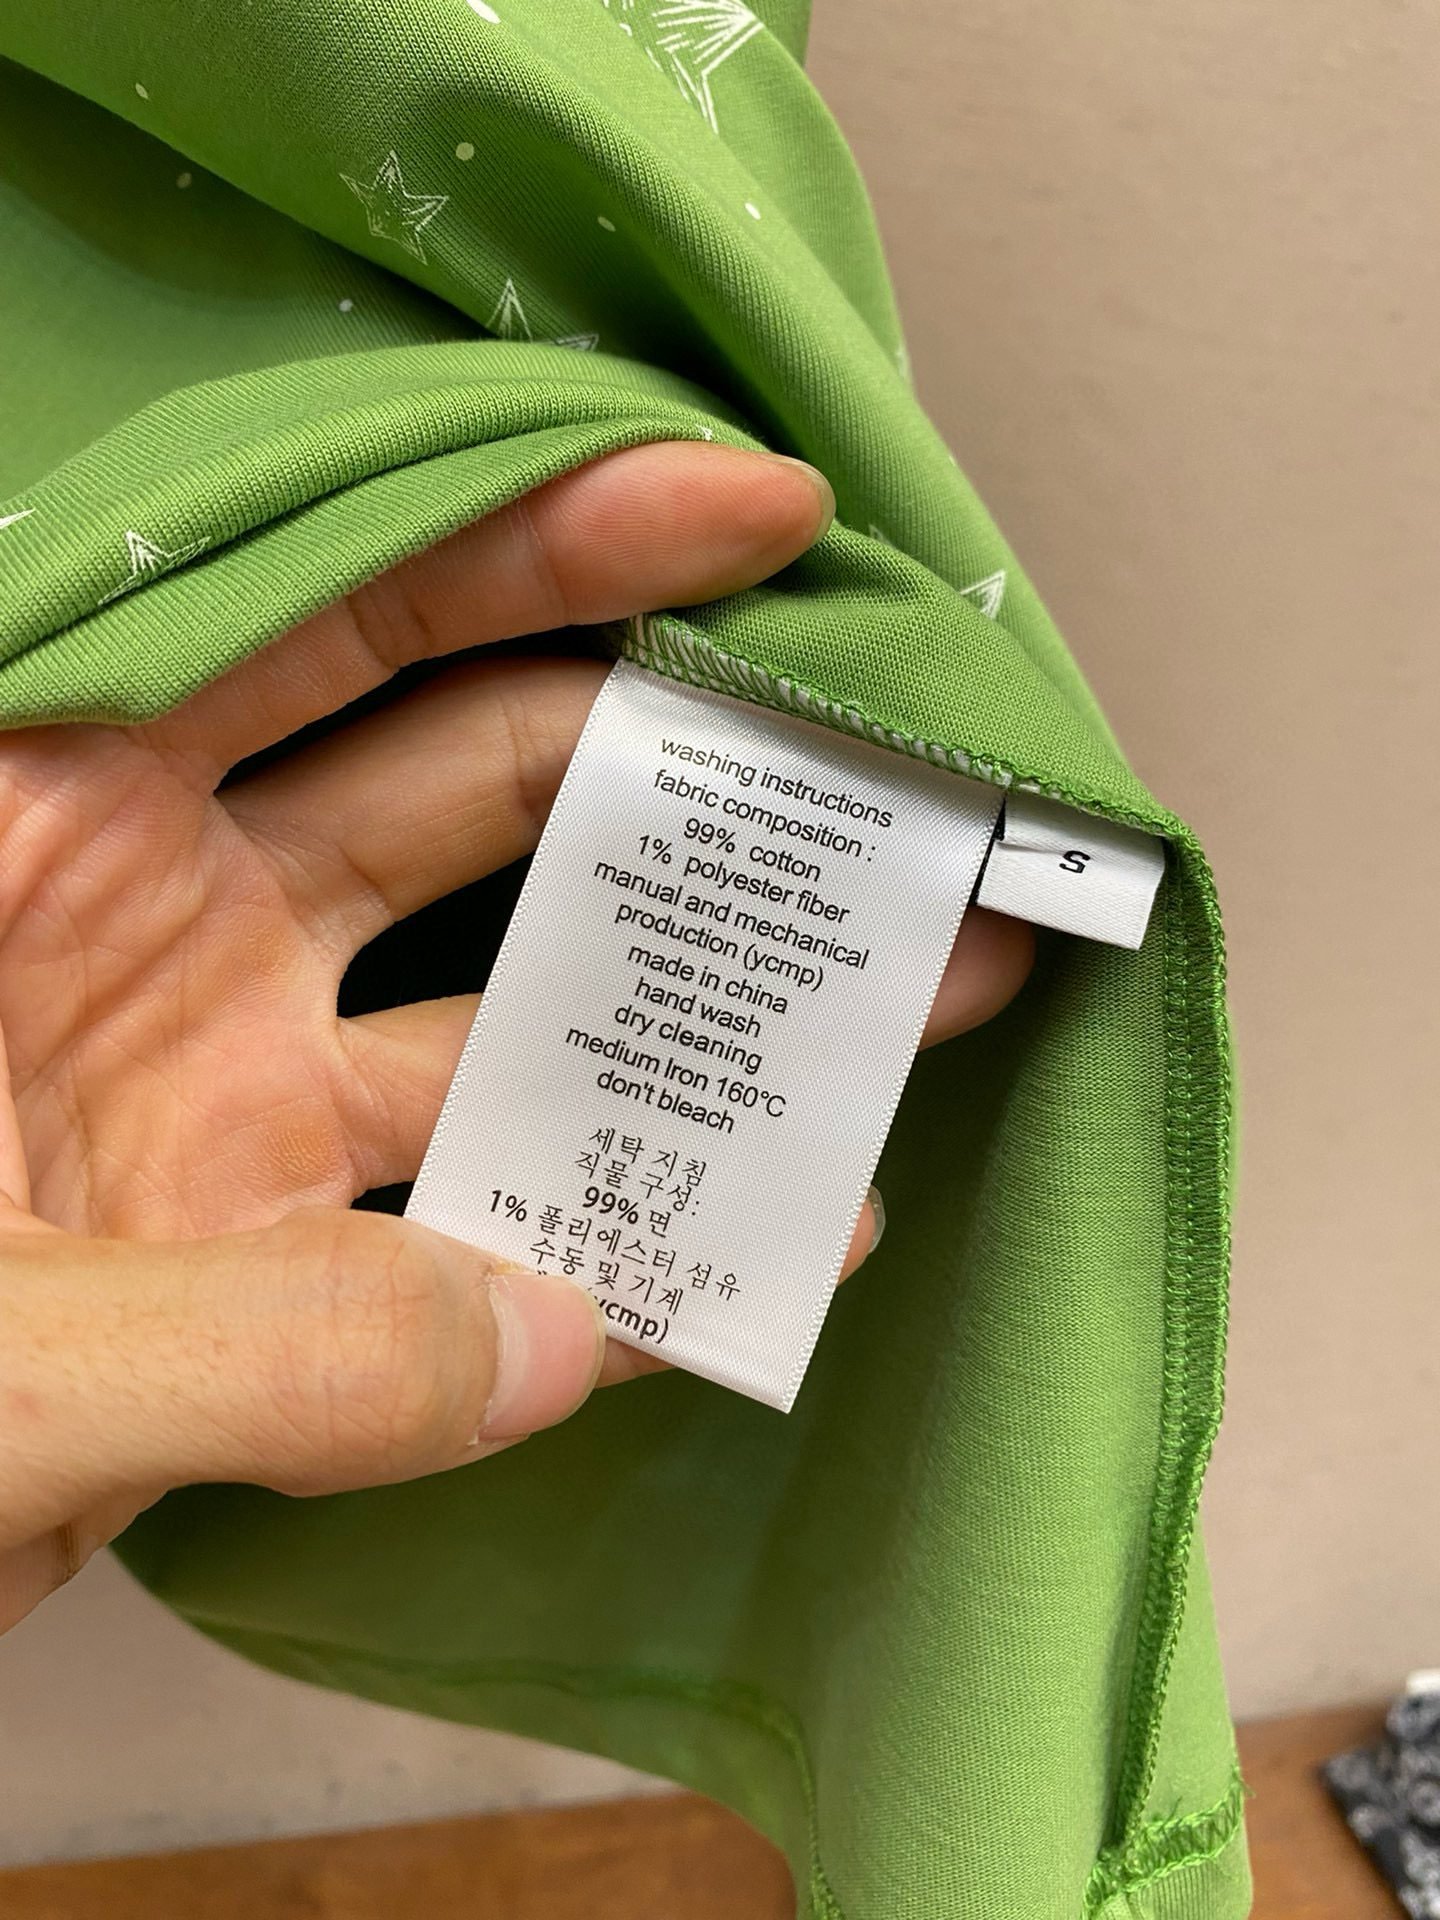 washing instructions
fabric composition :
99% cotton
1% polyester fiber
manual and mechanical
production (ycmp)
made in china
hand wash
dry cleaning
medium Iron 160°C
don't bleach
세탁 지침
직물 구성:
99% 면
1% 폴리에스터 섬유
수동 및 기계
(ycmp)
S